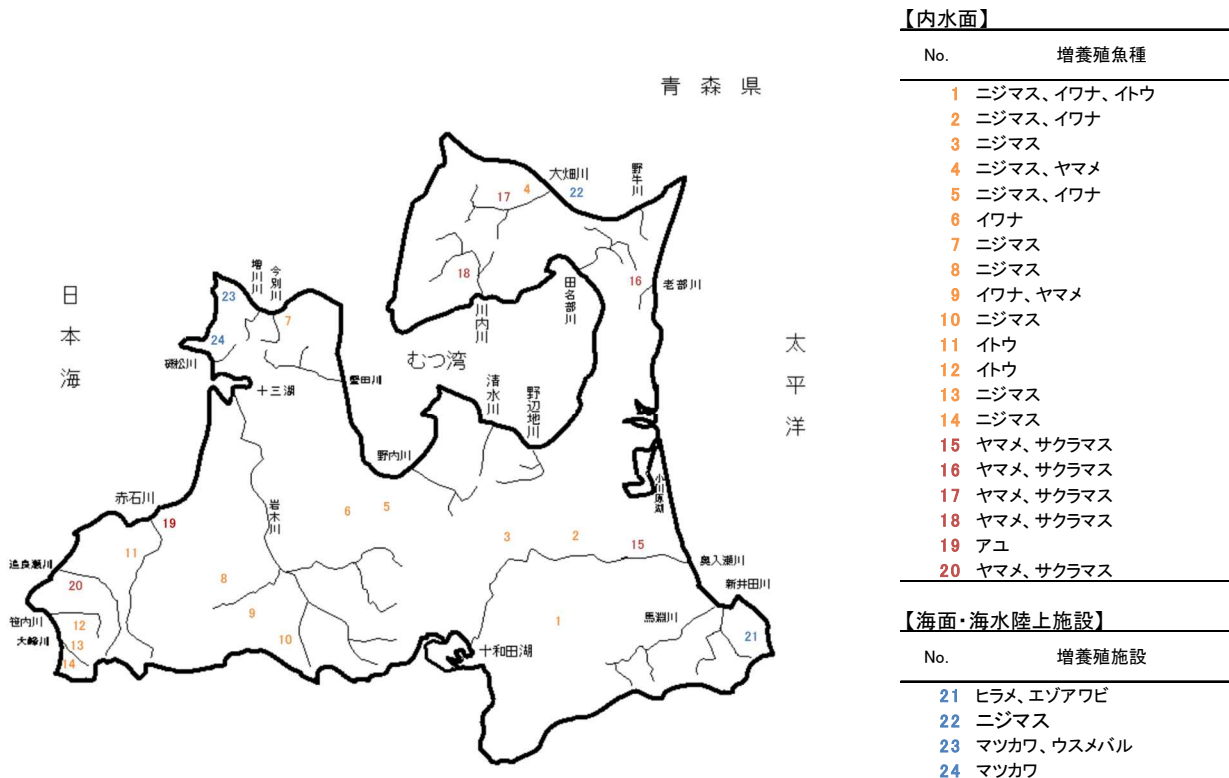 青森県
日本海
太平洋
むつ湾
大畑川
野牛川
17
4
22
18
16
老部川
田名部川
川内川
増川川
今別川
23
7
24
磯松川
十三湖
蟹田川
清水川
野辺地川
野内川
小川原湖
赤石川
岩木川
19
6
5
3
2
15
奥入瀬川
11
追良瀬川
20
8
新井田川
馬淵川
笹内川
12
9
1
大峰川
13
10
21
14
十和田湖
【内水面】
No. 増養殖魚種
1 ニジマス、イワナ、イトウ
2 ニジマス、イワナ
3 ニジマス
4 ニジマス、ヤマメ
5 ニジマス、イワナ
6 イワナ
7 ニジマス
8 ニジマス
9 イワナ、ヤマメ
10 ニジマス
11 イトウ
12 イトウ
13 ニジマス
14 ニジマス
15 ヤマメ、サクラマス
16 ヤマメ、サクラマス
17 ヤマメ、サクラマス
18 ヤマメ、サクラマス
19 アユ
20 ヤマメ、サクラマス
【海面・海水陸上施設】
No. 増養殖施設
21 ヒラメ、エゾアワビ
22 ニジマス
23 マツカワ、ウスメバル
24 マツカワ